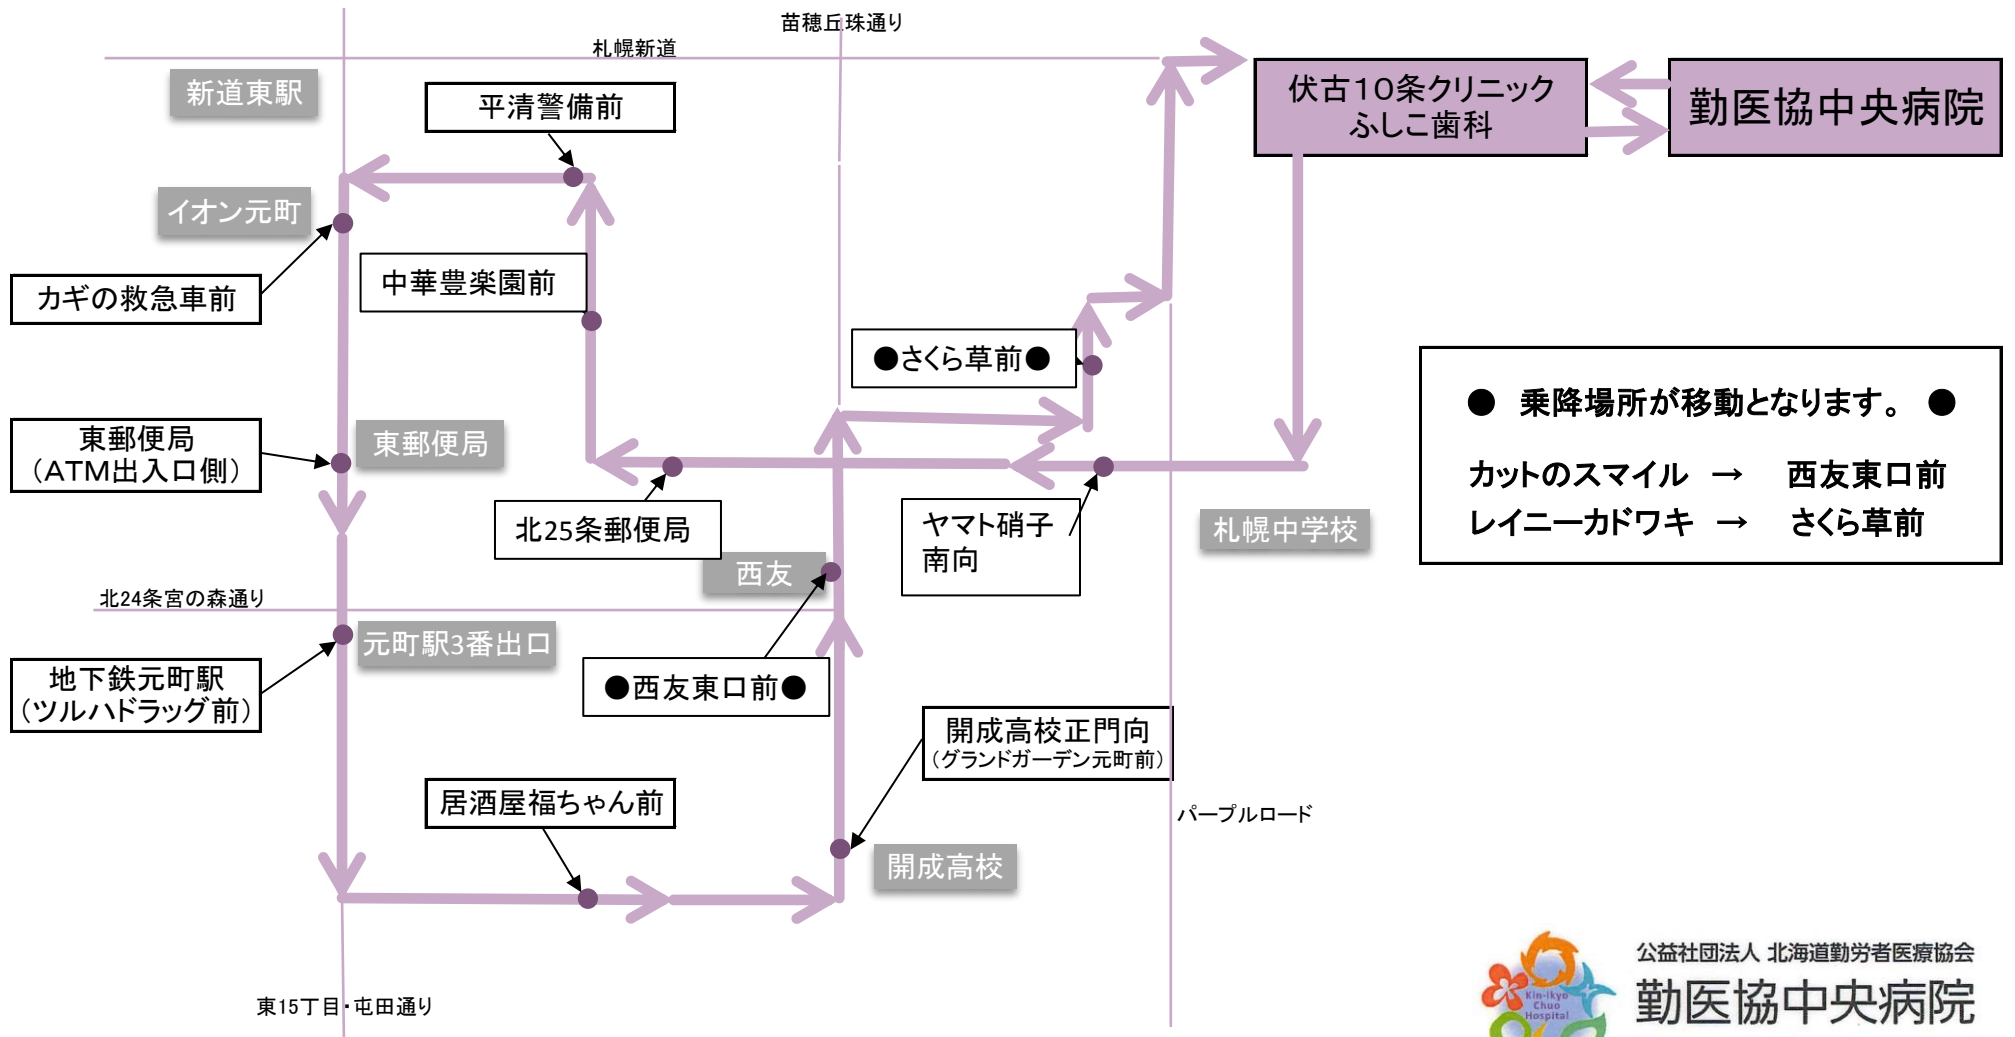 苗穂丘珠通り
札幌新道
新道東駅
平清警備前
伏古10条クリニック
ふしこ歯科
勤医協中央病院
イオン元町
カギの救急車前
中華豊楽園前
●さくら草前●
● 乗降場所が移動となります。 ●
カットのスマイル → 西友東口前
レイニーカドワキ → さくら草前
東郵便局
(ATM出入口側)
東郵便局
北25条郵便局
ヤマト硝子
南向
札幌中学校
西友
北24条宮の森通り
元町駅3番出口
地下鉄元町駅
(ツルハドラッグ前)
●西友東口前●
開成高校正門向
(グランドガーデン元町前)
居酒屋福ちゃん前
パープルロード
開成高校
東15丁目・屯田通り
Kin-ikyo
Chuo
Hospital
公益社団法人 北海道勤労者医療協会
勤医協中央病院